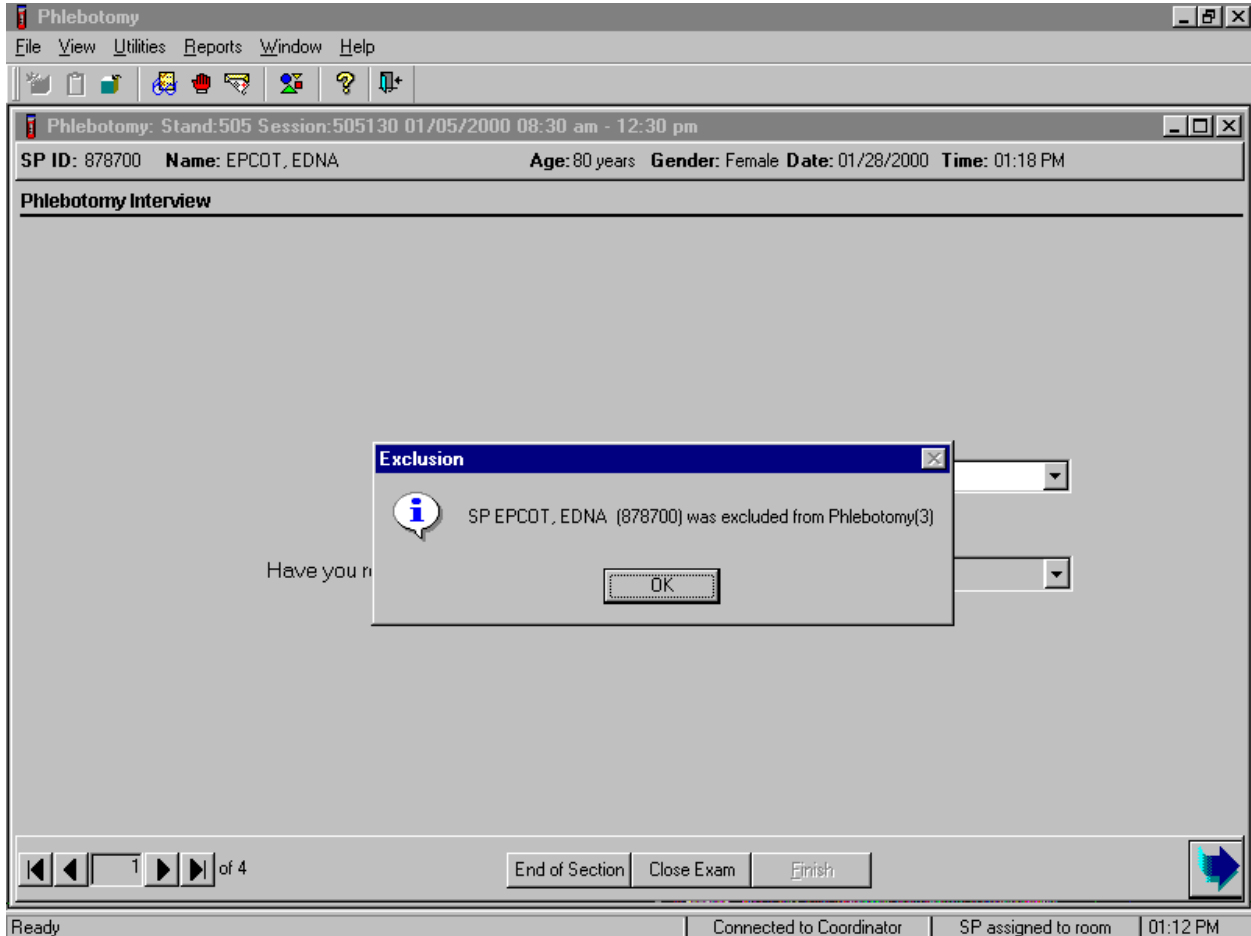 Phlebotomy
File View Utilities Reports Window Help
Phlebotomy: Stand:505 Session:505130 01/05/2000 08:30 am - 12:30 pm
SP ID: 878700 Name: EPCOT, EDNA Age: 80 years Gender: Female Date: 01/28/2000 Time: 01:18 PM
Phlebotomy Interview
Exclusion
SP EPCOT, EDNA (878700) was excluded from Phlebotomy(3)
Have you
OK
1 of 4 End of Section Close Exam Finish
Ready Connected to Coordinator SP assigned to room 01:12 PM